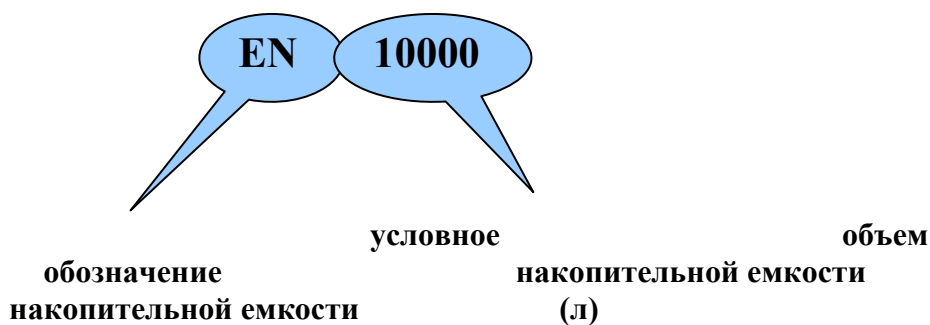 EN 10000
условное объем
обозначение накопительной емкости
накопительной емкости (л)